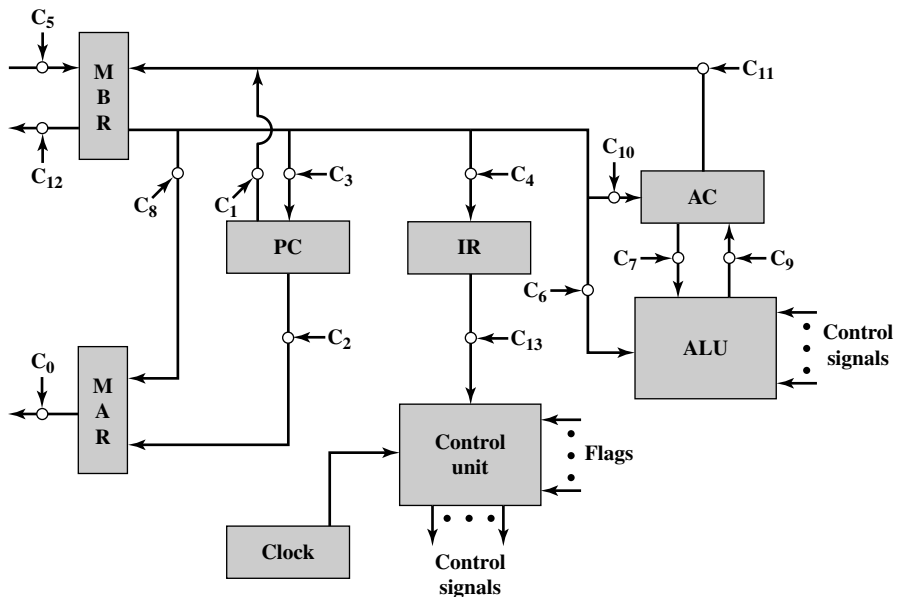 C5
M
B
R
C11
C12
C8
C1
C3
C4
C10
AC
PC
IR
C7
C9
C6
C2
C13
ALU
Control
signals
C0
M
A
R
Control
unit
Flags
Clock
Control
signals